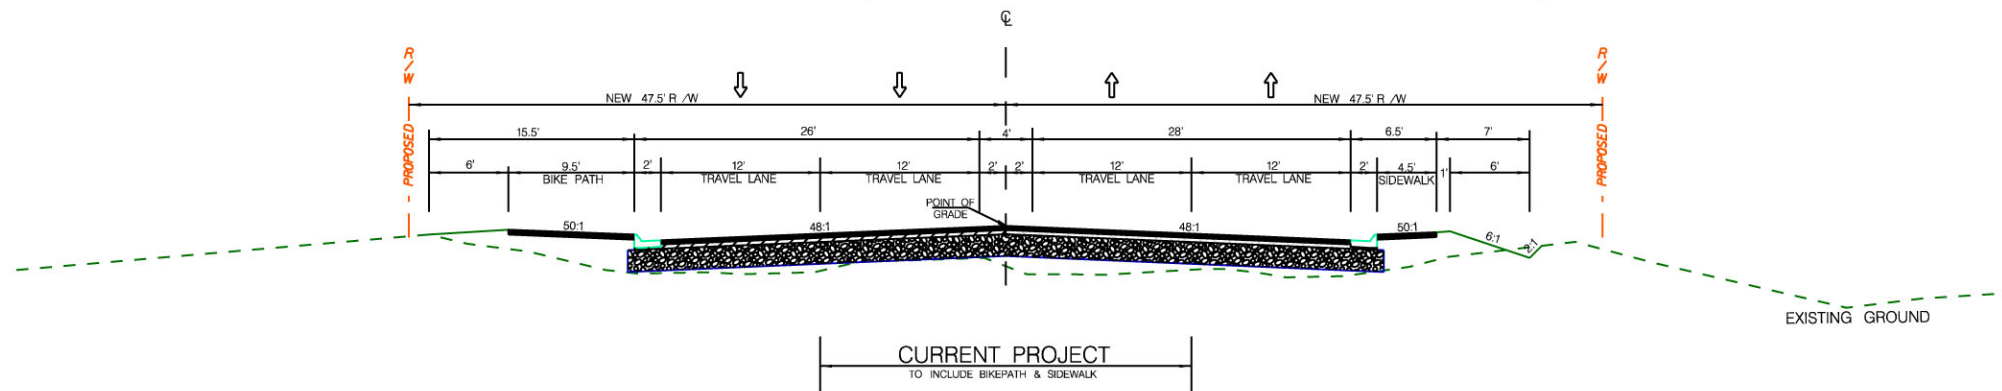 ℄
R/W
R/W
NEW 47.5' R /W
NEW 47.5' R /W
15.5'
26'
4'
28'
6.5'
7'
PROPOSED
PROPOSED
6'
9.5'
2'
12'
12'
2'
2'
12'
12'
2'
4.5'
1'
6'
BIKE PATH
TRAVEL LANE
TRAVEL LANE
TRAVEL LANE
TRAVEL LANE
SIDEWALK
POINT OF
GRADE
50:1
48:1
48:1
50:1
6:1
2:1
EXISTING GROUND
CURRENT PROJECT
TO INCLUDE BIKEPATH & SIDEWALK